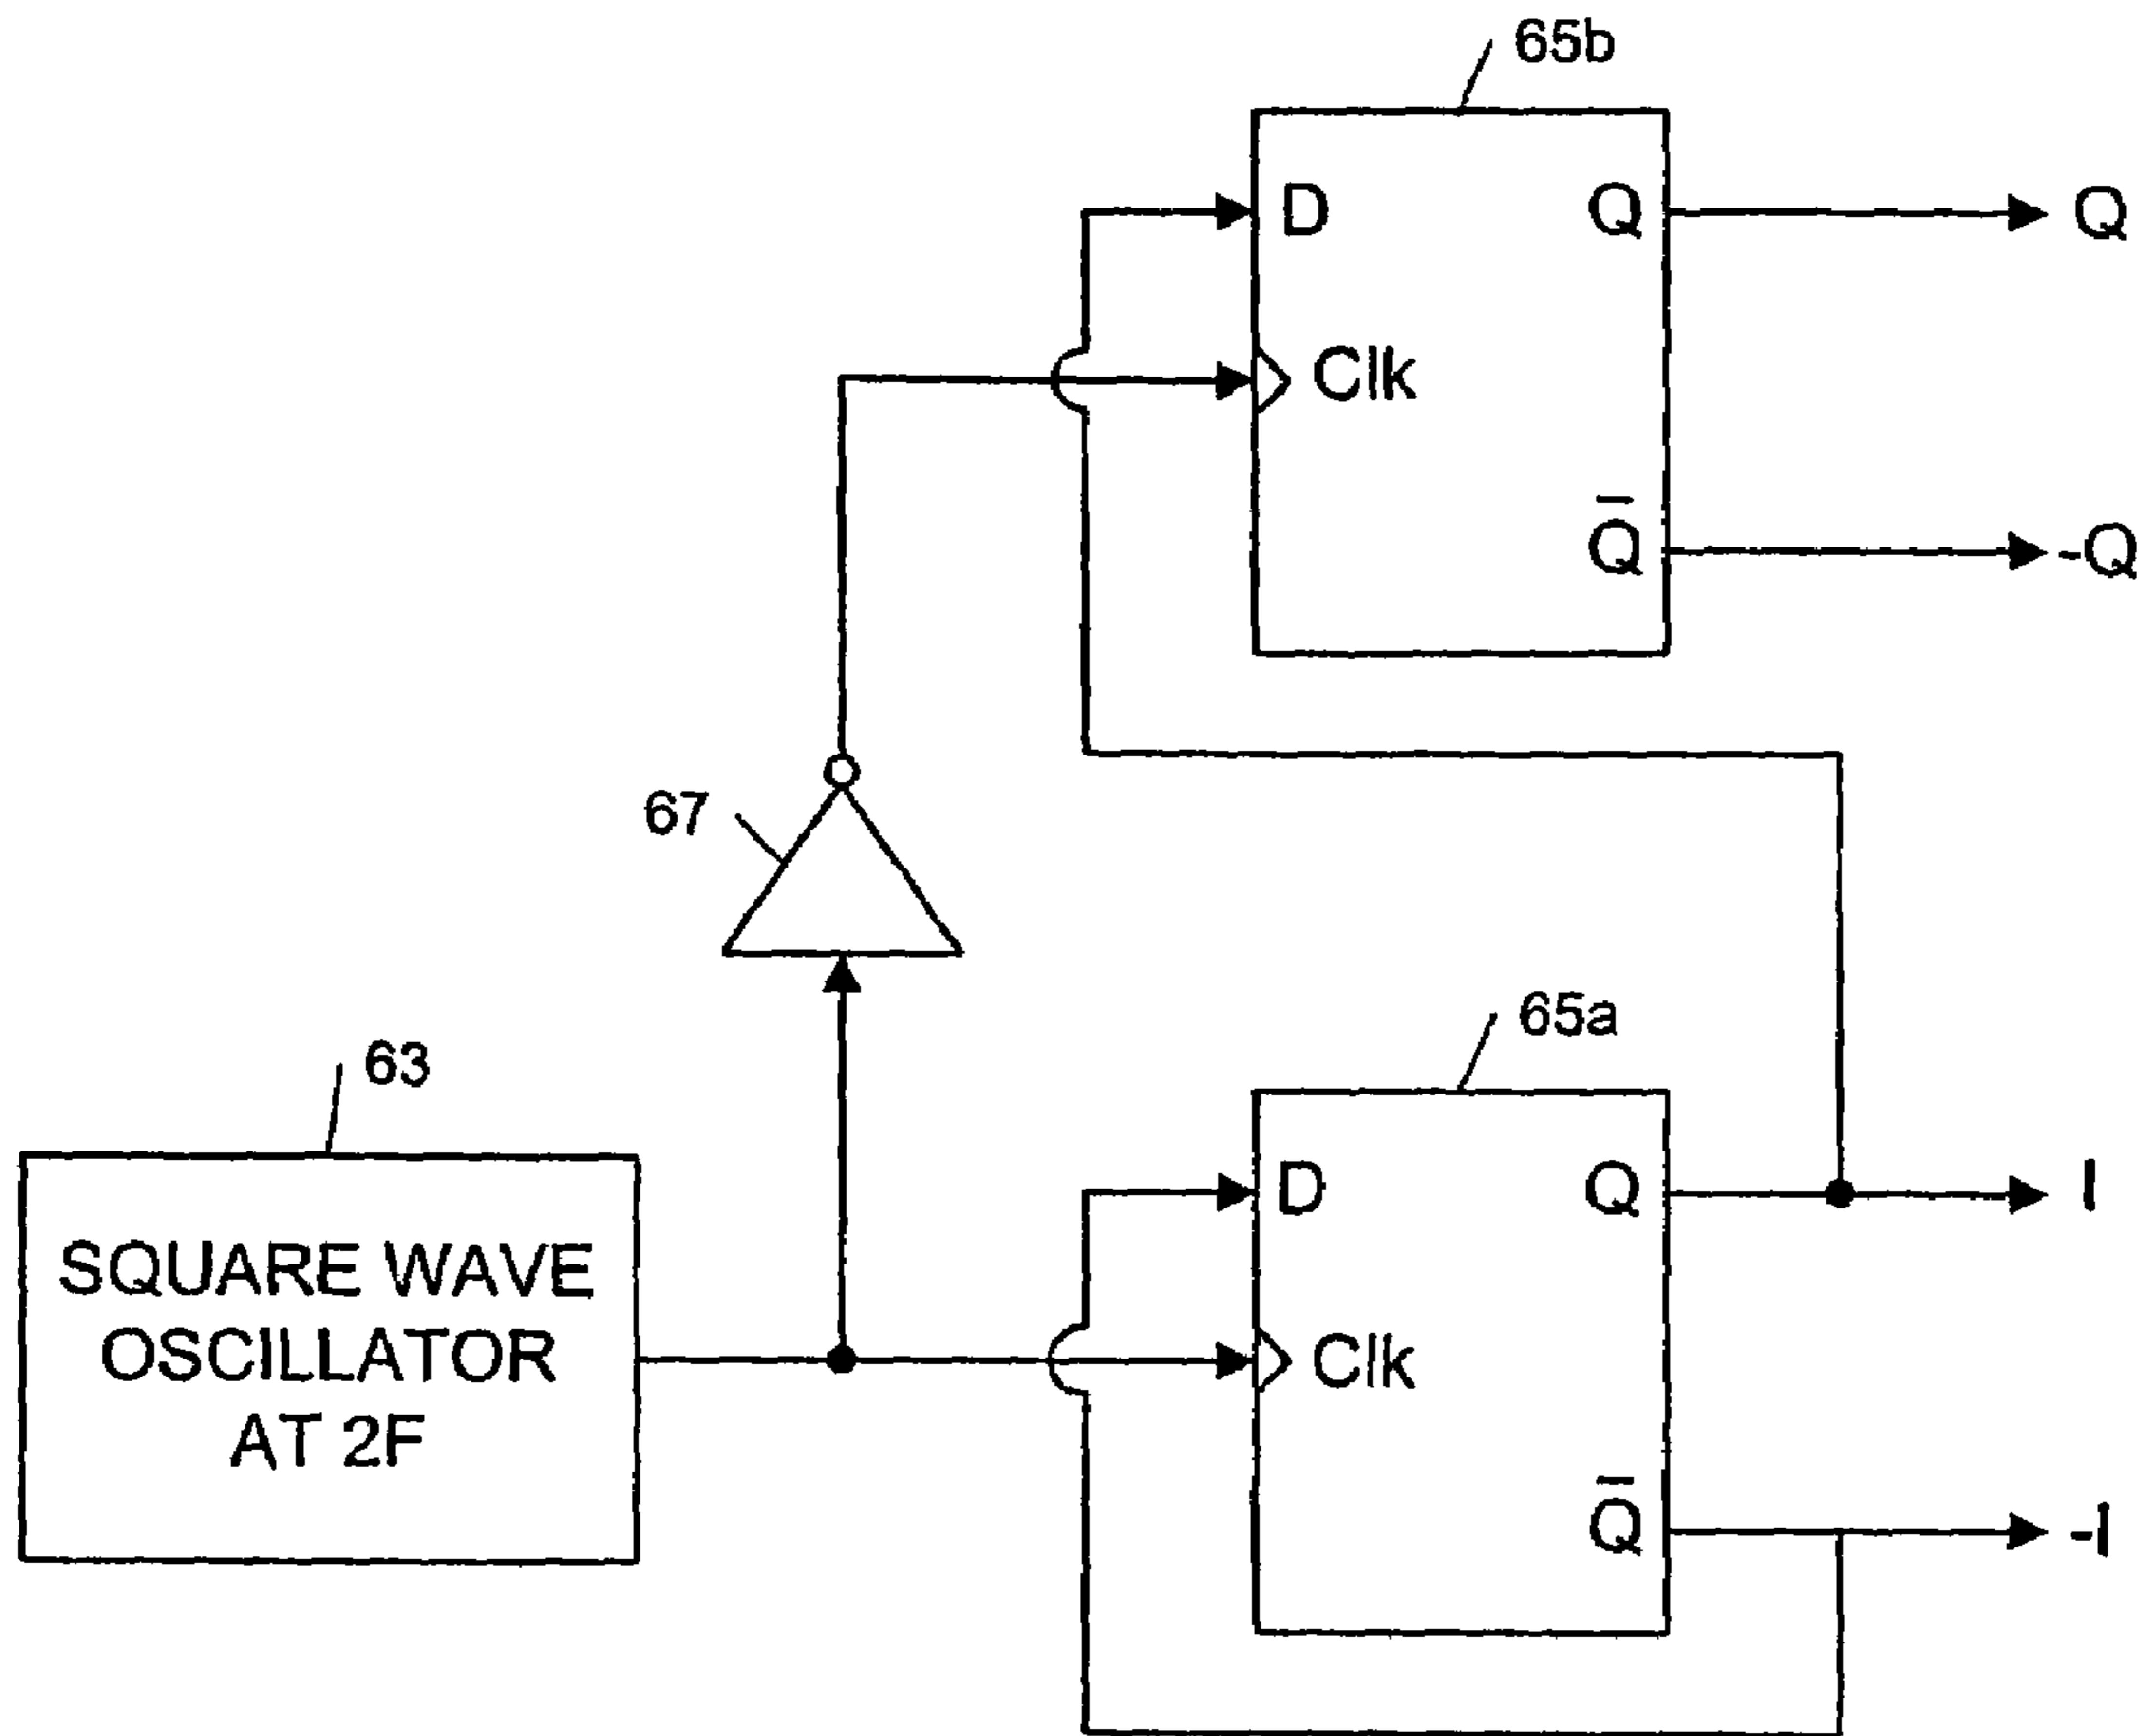 65b
D Q Q
Clk
Q̅ -Q
67
65a
63
D Q I
SQUARE WAVE
OSCILLATOR
AT 2F
Clk
Q̅ -I